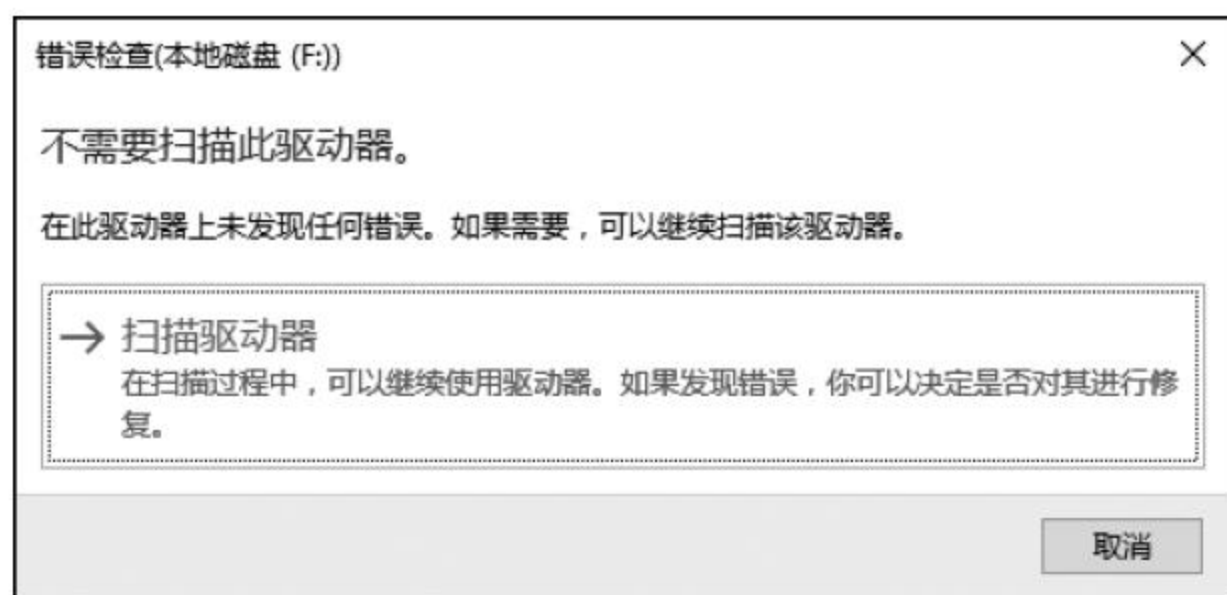 错误检查(本地磁盘 (F:))
不需要扫描此驱动器。
在此驱动器上未发现任何错误。如果需要，可以继续扫描该驱动器。
扫描驱动器
在扫描过程中，可以继续使用驱动器。如果发现错误，你可以决定是否对其进行修
复。
取消